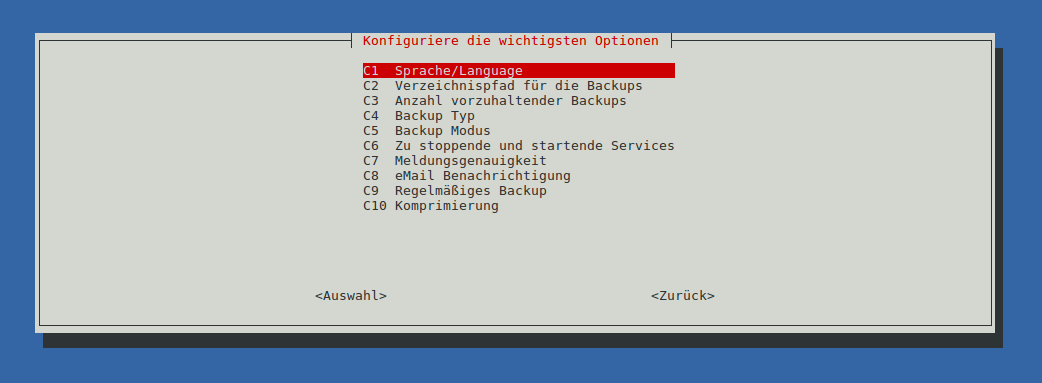 Konfiguriere die wichtigsten Optionen
C1 Sprache/Language
C2 Verzeichnispfad für die Backups
C3 Anzahl vorzuhaltender Backups
C4 Backup Typ
C5 Backup Modus
C6 Zu stoppende und startende Services
C7 Meldungsgenauigkeit
C8 eMail Benachrichtigung
C9 Regelmäßiges Backup
C10 Komprimierung
<Auswahl> <Zurück>